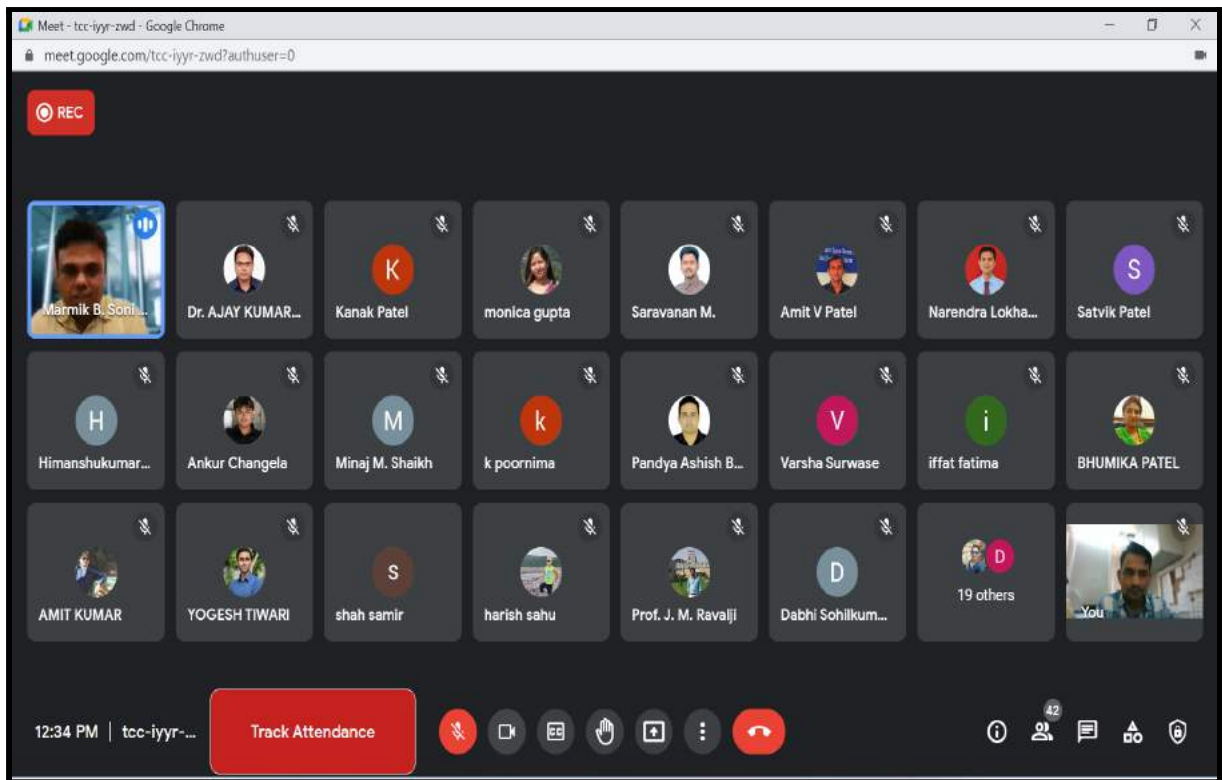 Meet - tcc-iyyr-zwd - Google Chrome
meet.google.com/tcc-iyyr-zwd?authuser=0
REC
Marmik B. Soni ...
Dr. AJAY KUMAR...
K
Kanak Patel
monica gupta
Saravanan M.
Amit V Patel
Narendra Lokha...
S
Satvik Patel
H
Himanshukumar...
Ankur Changela
M
Minaj M. Shaikh
k
k poornima
Pandya Ashish B...
V
Varsha Surwase
i
iffat fatima
BHUMIKA PATEL
AMIT KUMAR
YOGESH TIWARI
s
shah samir
harish sahu
Prof. J. M. Ravalji
D
Dabhi Sohilkum...
D
19 others
You
12:34 PM | tcc-iyyr-...
Track Attendance
CC
42